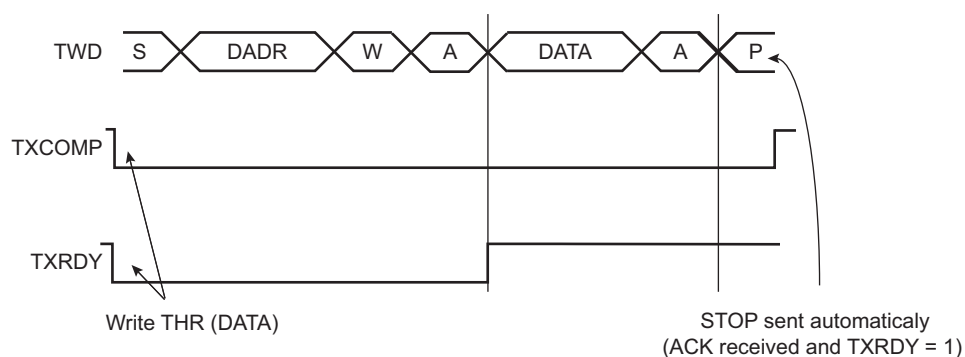 TWD S DADR W A DATA A P
TXCOMP
TXRDY
Write THR (DATA)
STOP sent automaticaly
(ACK received and TXRDY = 1)